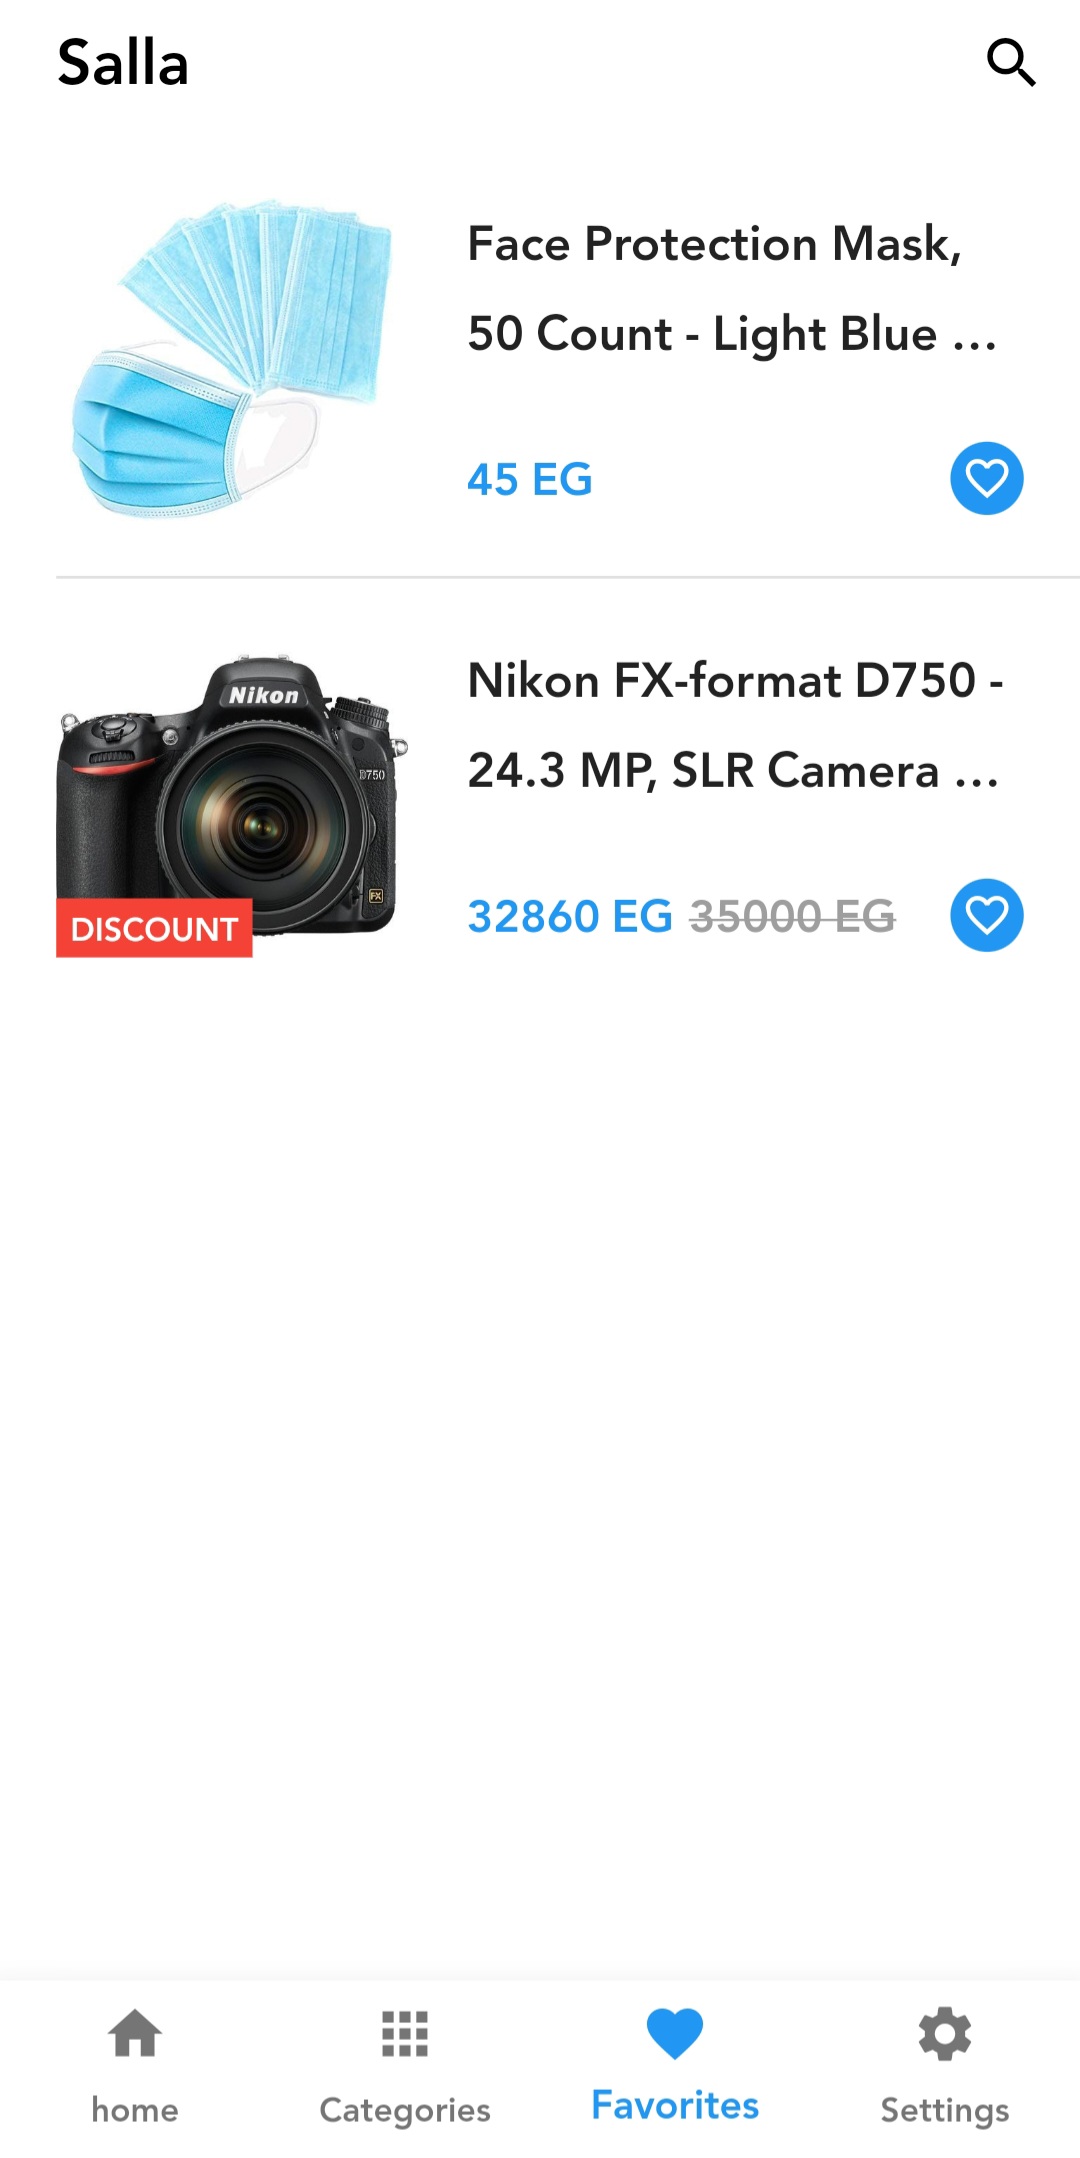 Salla
Face Protection Mask,
50 Count - Light Blue ...
45 EG
Nikon
D750
FX
DISCOUNT
Nikon FX-format D750 -
24.3 MP, SLR Camera ...
32860 EG 35000 EG
home
Categories
Favorites
Settings